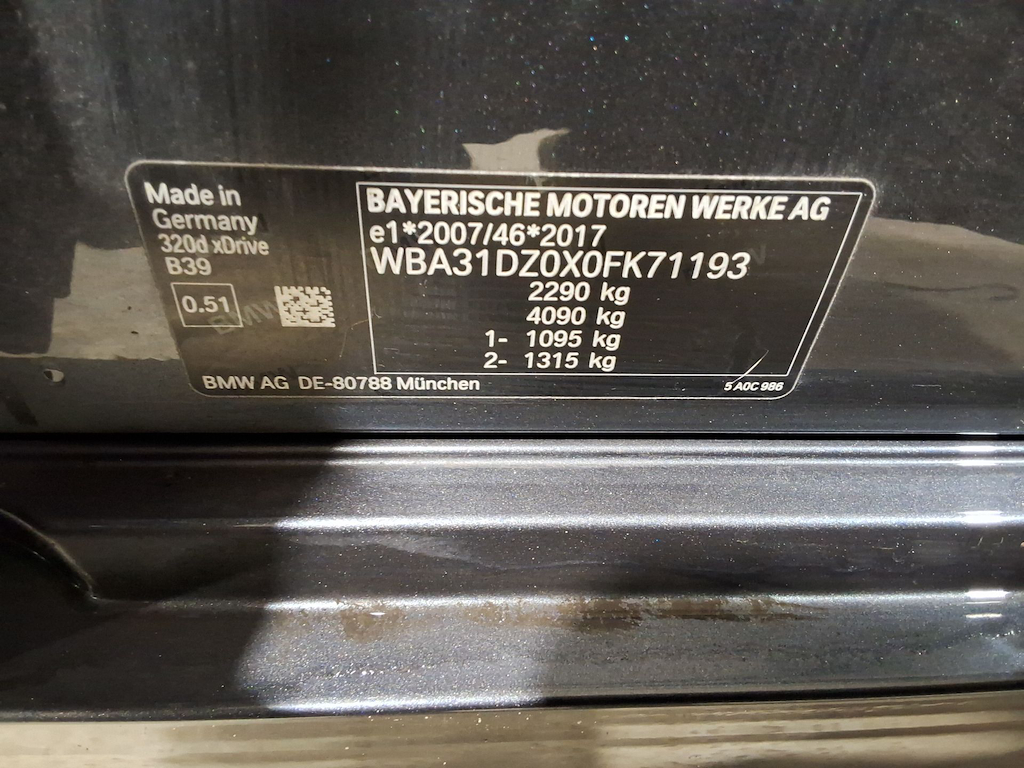 Made in
Germany
320d xDrive
B39
0.51
BAYERISCHE MOTOREN WERKE AG
e1*2007/46*2017
WBA31DZ0X0FK71193
2290 kg
4090 kg
1- 1095 kg
2- 1315 kg
BMW AG DE-80788 München
5 A0C 986